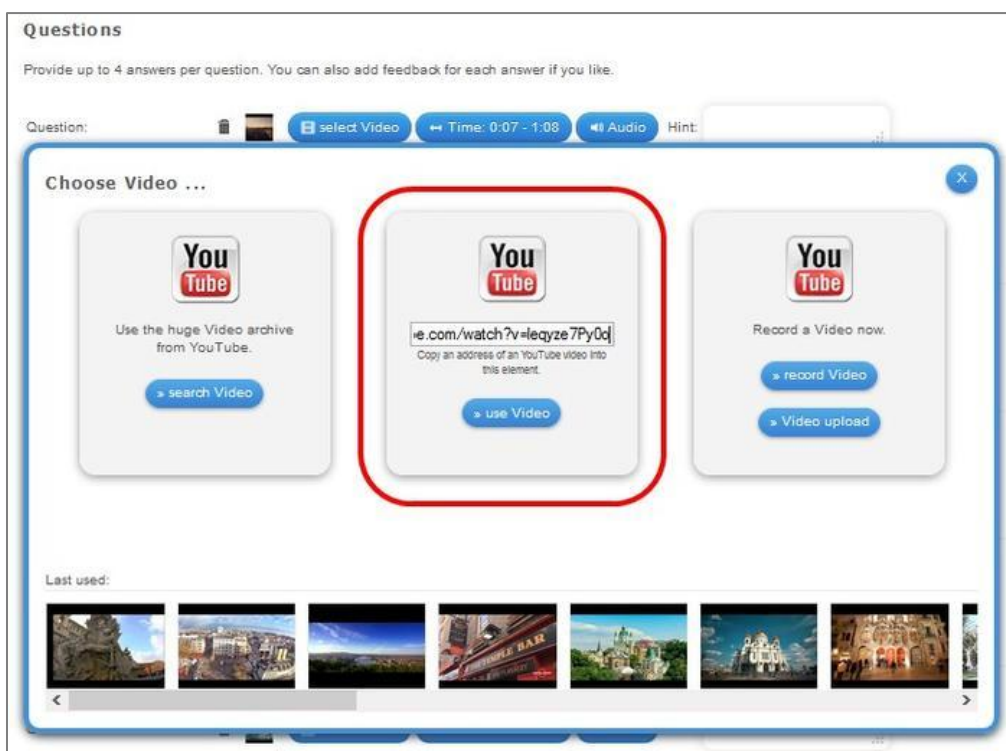 Questions
Provide up to 4 answers per question. You can also add feedback for each answer if you like.
Question:
select Video
Time: 0:07 - 1:08
Audio
Hint:
Choose Video ...
X
You
Tube
Use the huge Video archive
from YouTube.
» search Video
You
Tube
e.com/watch?v=leqyze7Py0o
Copy an address of an YouTube video into
this element.
» use Video
You
Tube
Record a Video now.
» record Video
» Video upload
Last used:
TEMPLE BAR